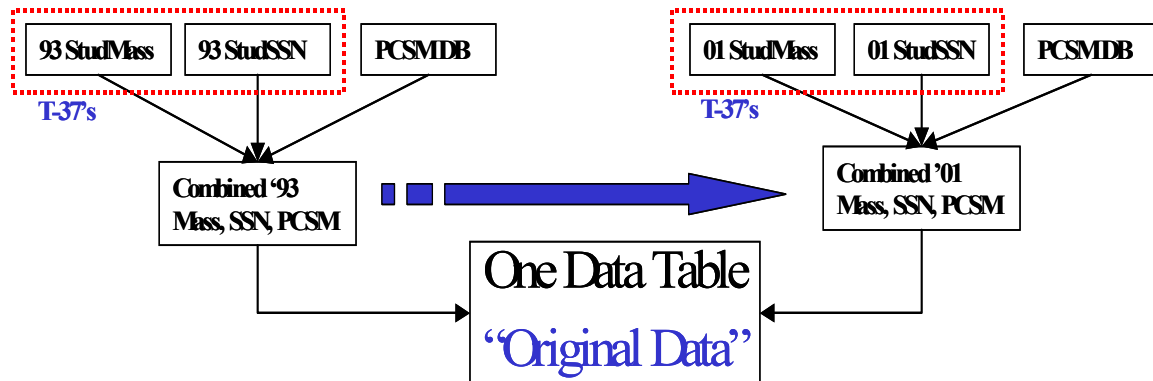 93 StudMass
93 StudSSN
PCSMDB
01 StudMass
01 StudSSN
PCSMDB
T-37's
T-37's
Combined ‘93
Mass, SSN, PCSM
Combined ’01
Mass, SSN, PCSM
One Data Table
“Original Data”